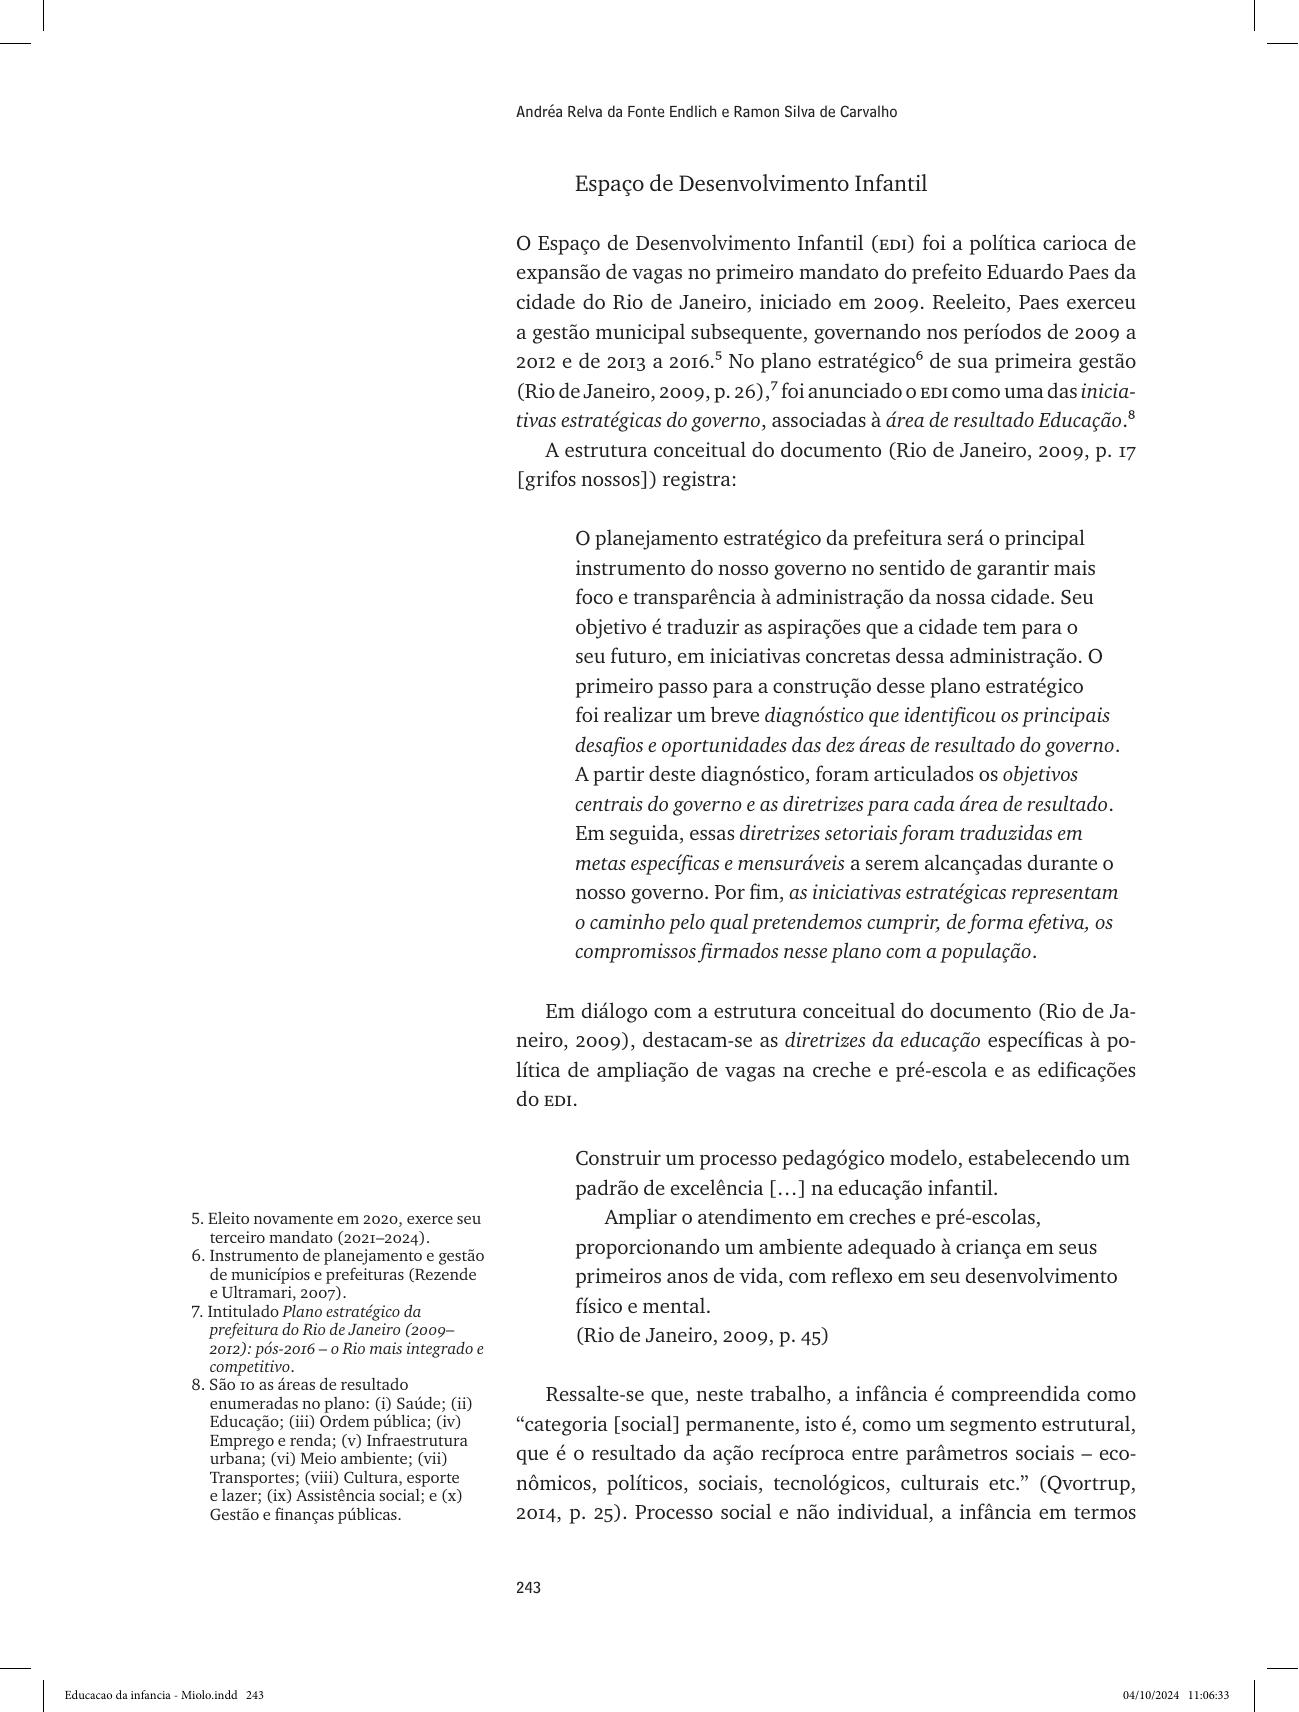 Andréa Relva da Fonte Endlich e Ramon Silva de Carvalho
Espaço de Desenvolvimento Infantil
O Espaço de Desenvolvimento Infantil (EDI) foi a política carioca de
expansão de vagas no primeiro mandato do prefeito Eduardo Paes da
cidade do Rio de Janeiro, iniciado em 2009. Reeleito, Paes exerceu
a gestão municipal subsequente, governando nos períodos de 2009 a
2012 e de 2013 a 2016.⁵ No plano estratégico⁶ de sua primeira gestão
(Rio de Janeiro, 2009, p. 26),⁷ foi anunciado o EDI como uma das inicia-
tivas estratégicas do governo, associadas à área de resultado Educação.⁸
A estrutura conceitual do documento (Rio de Janeiro, 2009, p. 17
[grifos nossos]) registra:
O planejamento estratégico da prefeitura será o principal
instrumento do nosso governo no sentido de garantir mais
foco e transparência à administração da nossa cidade. Seu
objetivo é traduzir as aspirações que a cidade tem para o
seu futuro, em iniciativas concretas dessa administração. O
primeiro passo para a construção desse plano estratégico
foi realizar um breve diagnóstico que identificou os principais
desafios e oportunidades das dez áreas de resultado do governo.
A partir deste diagnóstico, foram articulados os objetivos
centrais do governo e as diretrizes para cada área de resultado.
Em seguida, essas diretrizes setoriais foram traduzidas em
metas específicas e mensuráveis a serem alcançadas durante o
nosso governo. Por fim, as iniciativas estratégicas representam
o caminho pelo qual pretendemos cumprir, de forma efetiva, os
compromissos firmados nesse plano com a população.
Em diálogo com a estrutura conceitual do documento (Rio de Ja-
neiro, 2009), destacam-se as diretrizes da educação específicas à po-
lítica de ampliação de vagas na creche e pré-escola e as edificações
do EDI.
Construir um processo pedagógico modelo, estabelecendo um
padrão de excelência […] na educação infantil.
Ampliar o atendimento em creches e pré-escolas,
proporcionando um ambiente adequado à criança em seus
primeiros anos de vida, com reflexo em seu desenvolvimento
físico e mental.
(Rio de Janeiro, 2009, p. 45)
Ressalte-se que, neste trabalho, a infância é compreendida como
“categoria [social] permanente, isto é, como um segmento estrutural,
que é o resultado da ação recíproca entre parâmetros sociais – eco-
nômicos, políticos, sociais, tecnológicos, culturais etc.” (Qvortrup,
2014, p. 25). Processo social e não individual, a infância em termos
5. Eleito novamente em 2020, exerce seu
terceiro mandato (2021–2024).
6. Instrumento de planejamento e gestão
de municípios e prefeituras (Rezende
e Ultramari, 2007).
7. Intitulado Plano estratégico da
prefeitura do Rio de Janeiro (2009–
2012): pós-2016 – o Rio mais integrado e
competitivo.
8. São 10 as áreas de resultado
enumeradas no plano: (i) Saúde; (ii)
Educação; (iii) Ordem pública; (iv)
Emprego e renda; (v) Infraestrutura
urbana; (vi) Meio ambiente; (vii)
Transportes; (viii) Cultura, esporte
e lazer; (ix) Assistência social; e (x)
Gestão e finanças públicas.
243
Educacao da infancia - Miolo.indd 243
04/10/2024 11:06:33